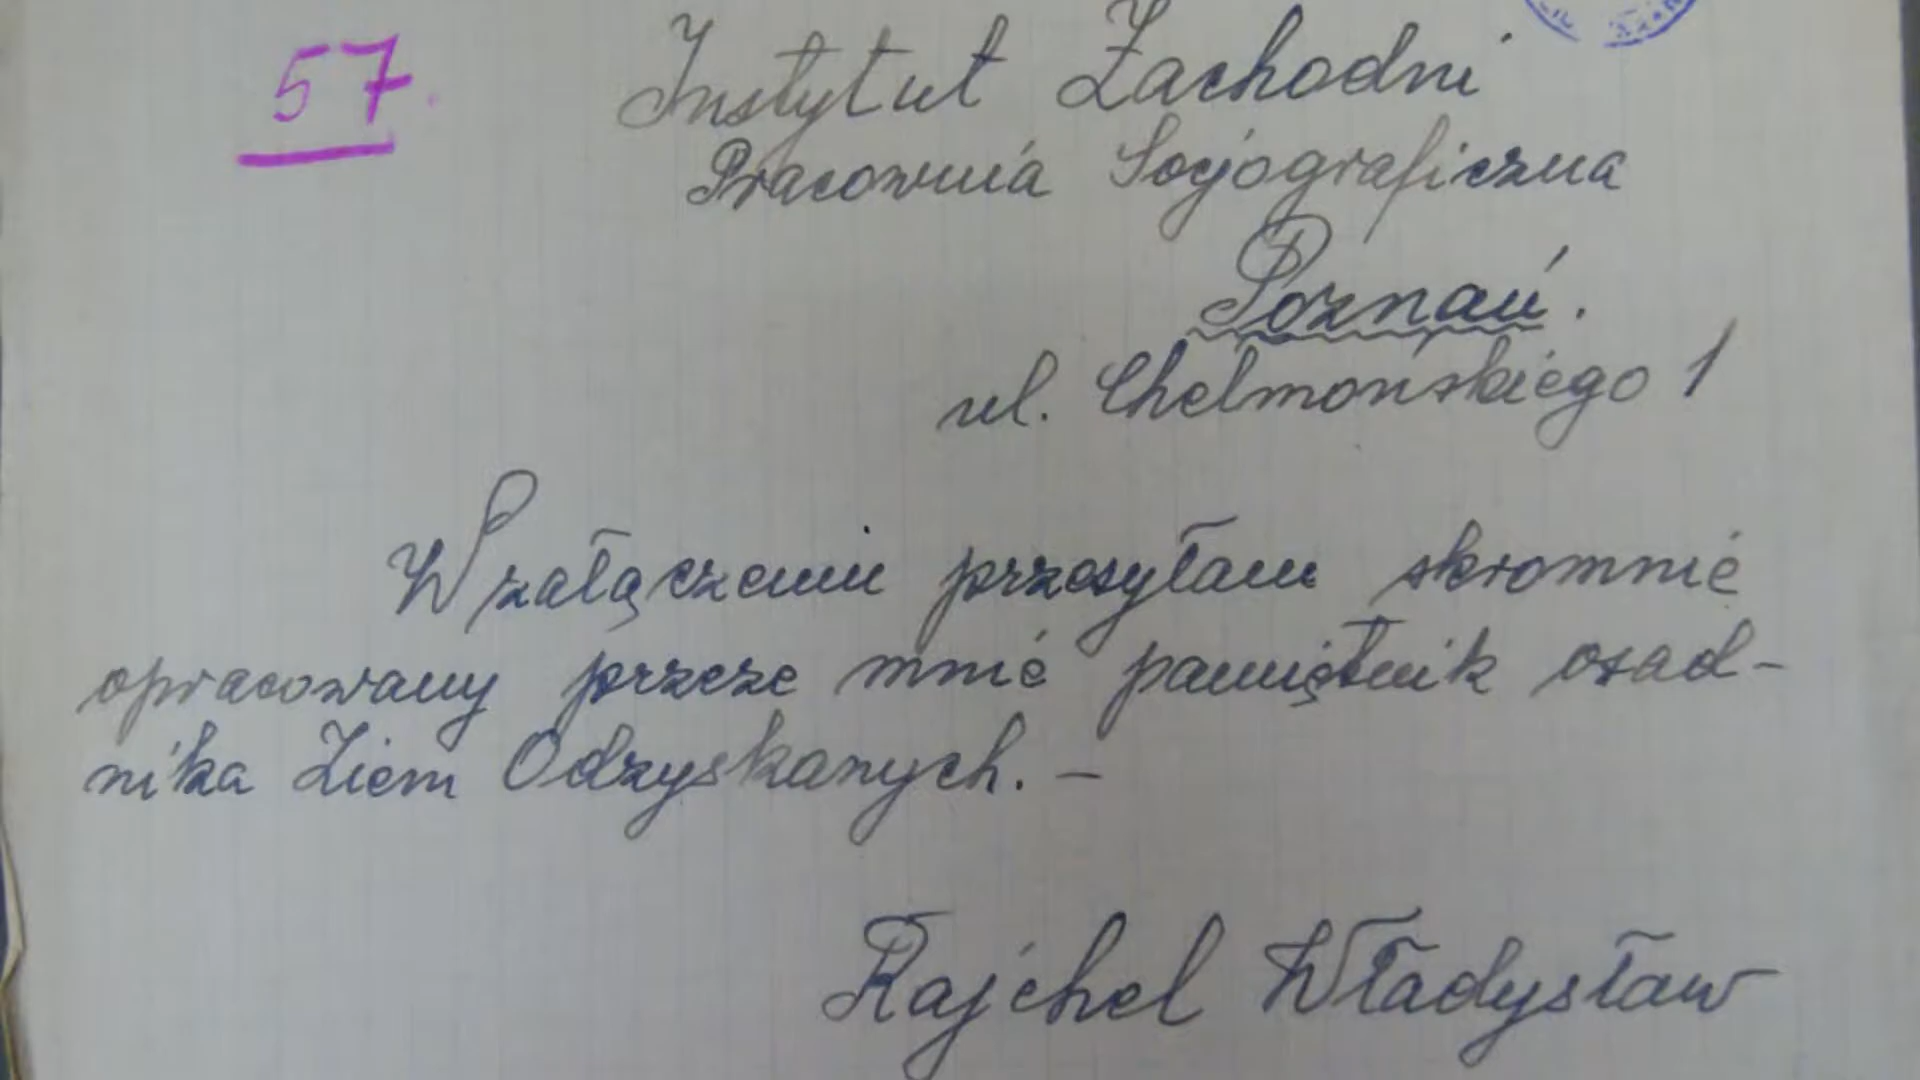 57.
Instytut Zachodni
Pracownia Socjograficzna
Poznań.
ul. Chełmońskiego 1
W załączeniu przesyłam skromnie
opracowany przeze mnie pamiętnik osad-
nika Ziem Odzyskanych. –
Rajchel Władysław